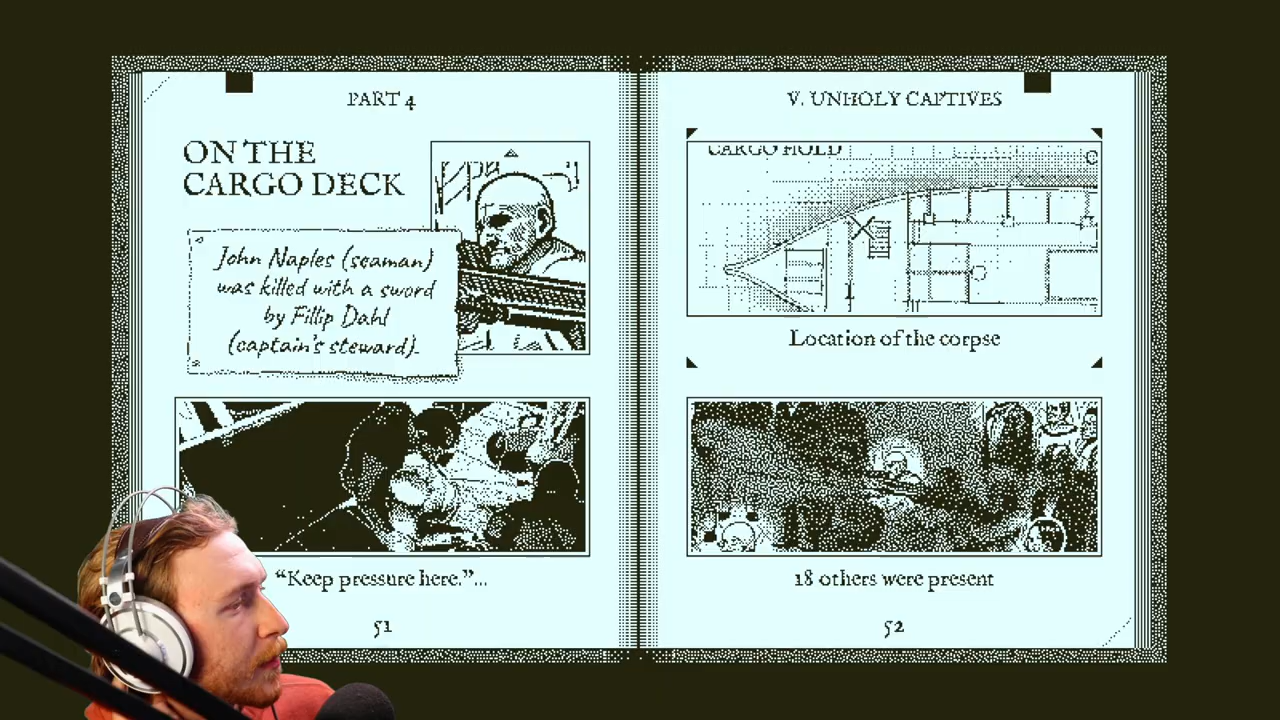 PART 4
ON THE
CARGO DECK
John Naples (seaman)
was killed with a sword
by Fillip Dahl
(captain's steward).
"Keep pressure here."...
51
V. UNHOLY CAPTIVES
CARGO HOLD
Location of the corpse
18 others were present
52